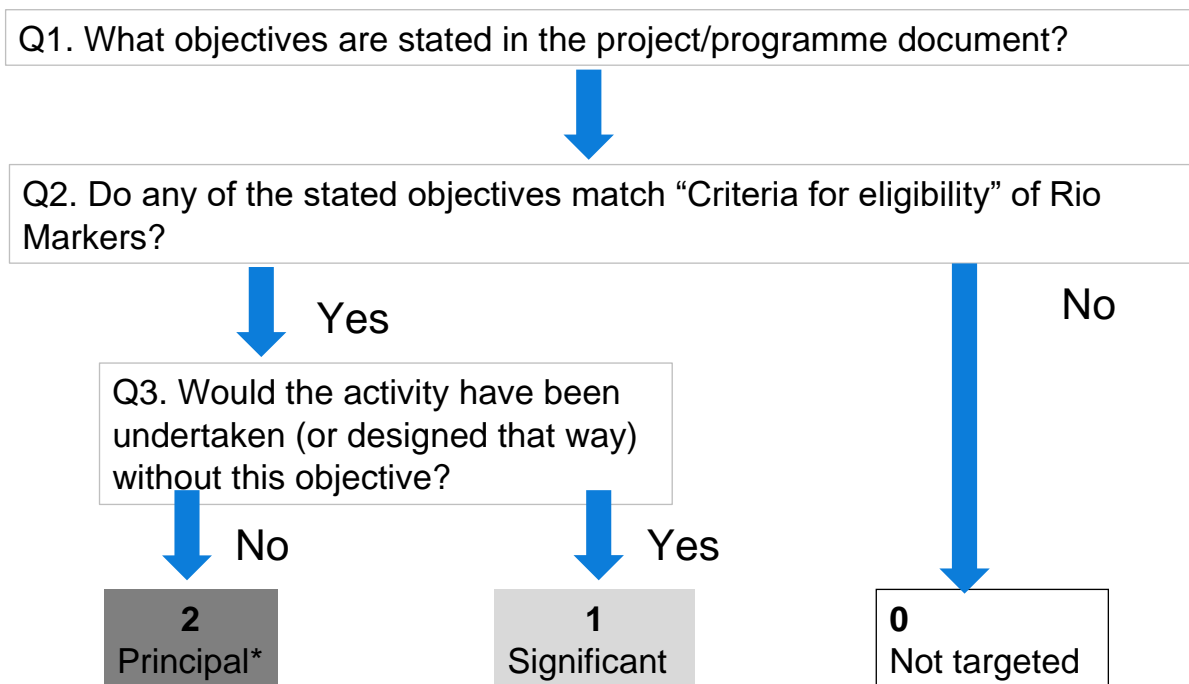 Q1. What objectives are stated in the project/programme document?
Q2. Do any of the stated objectives match “Criteria for eligibility” of Rio
Markers?
Yes
No
Q3. Would the activity have been
undertaken (or designed that way)
without this objective?
No
Yes
2
Principal*
1
Significant
0
Not targeted